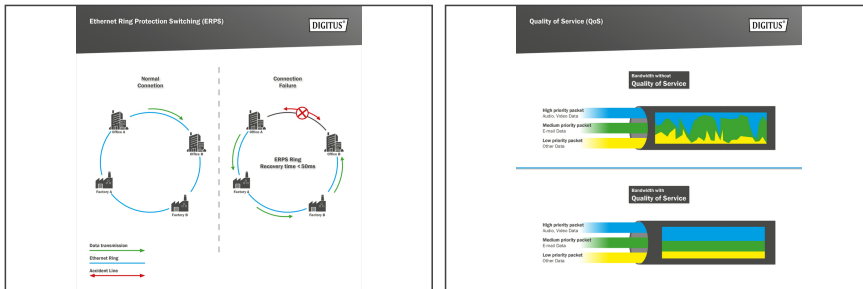 Ethernet Ring Protection Switching (ERPS)
DIGITUS®
Normal
Connetion
Connection
Failure
Office A
Office B
Factory A
Factory B
Office A
Office B
ERPS Ring
Recovery time <50ms
Factory A
Factory B
Data transmission
Ethernet Ring
Accident Line
Quality of Service (QoS)
DIGITUS®
Bandwidth without
Quality of Service
High priority packet
Audio, Video Data
Medium priority packet
E-mail Data
Low priority packet
Other Data
Bandwidth with
Quality of Service
High priority packet
Audio, Video Data
Medium priority packet
E-mail Data
Low priority packet
Other Data